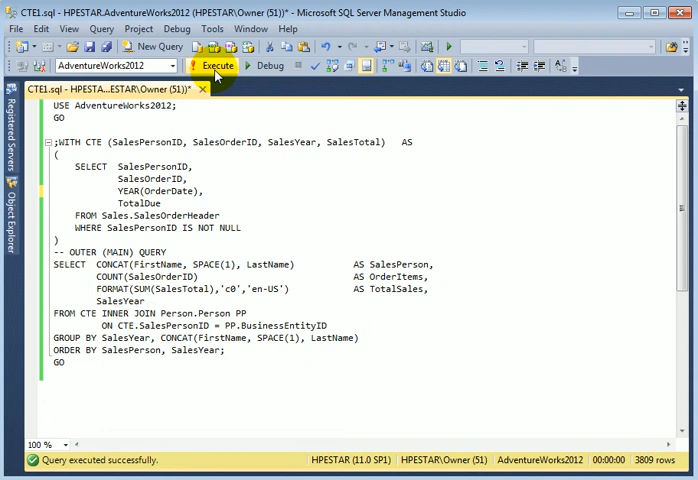 CTE1.sql - HPESTAR.AdventureWorks2012 (HPESTAR\Owner (51))* - Microsoft SQL Server Management Studio
File Edit View Query Project Debug Tools Window Help
New Query
AdventureWorks2012 ! Execute Debug
CTE1.sql - HPESTA...ESTAR\Owner (51))*
Registered Servers
Object Explorer
USE AdventureWorks2012;
GO
;WITH CTE (SalesPersonID, SalesOrderID, SalesYear, SalesTotal) AS
(
SELECT SalesPersonID,
SalesOrderID,
YEAR(OrderDate),
TotalDue
FROM Sales.SalesOrderHeader
WHERE SalesPersonID IS NOT NULL
)
-- OUTER (MAIN) QUERY
SELECT CONCAT(FirstName, SPACE(1), LastName) AS SalesPerson,
COUNT(SalesOrderID) AS OrderItems,
FORMAT(SUM(SalesTotal),'c0','en-US') AS TotalSales,
SalesYear
FROM CTE INNER JOIN Person.Person PP
ON CTE.SalesPersonID = PP.BusinessEntityID
GROUP BY SalesYear, CONCAT(FirstName, SPACE(1), LastName)
ORDER BY SalesPerson, SalesYear;
GO
100 %
Query executed successfully. HPESTAR (11.0 SP1) HPESTAR\Owner (51) AdventureWorks2012 00:00:00 3809 rows